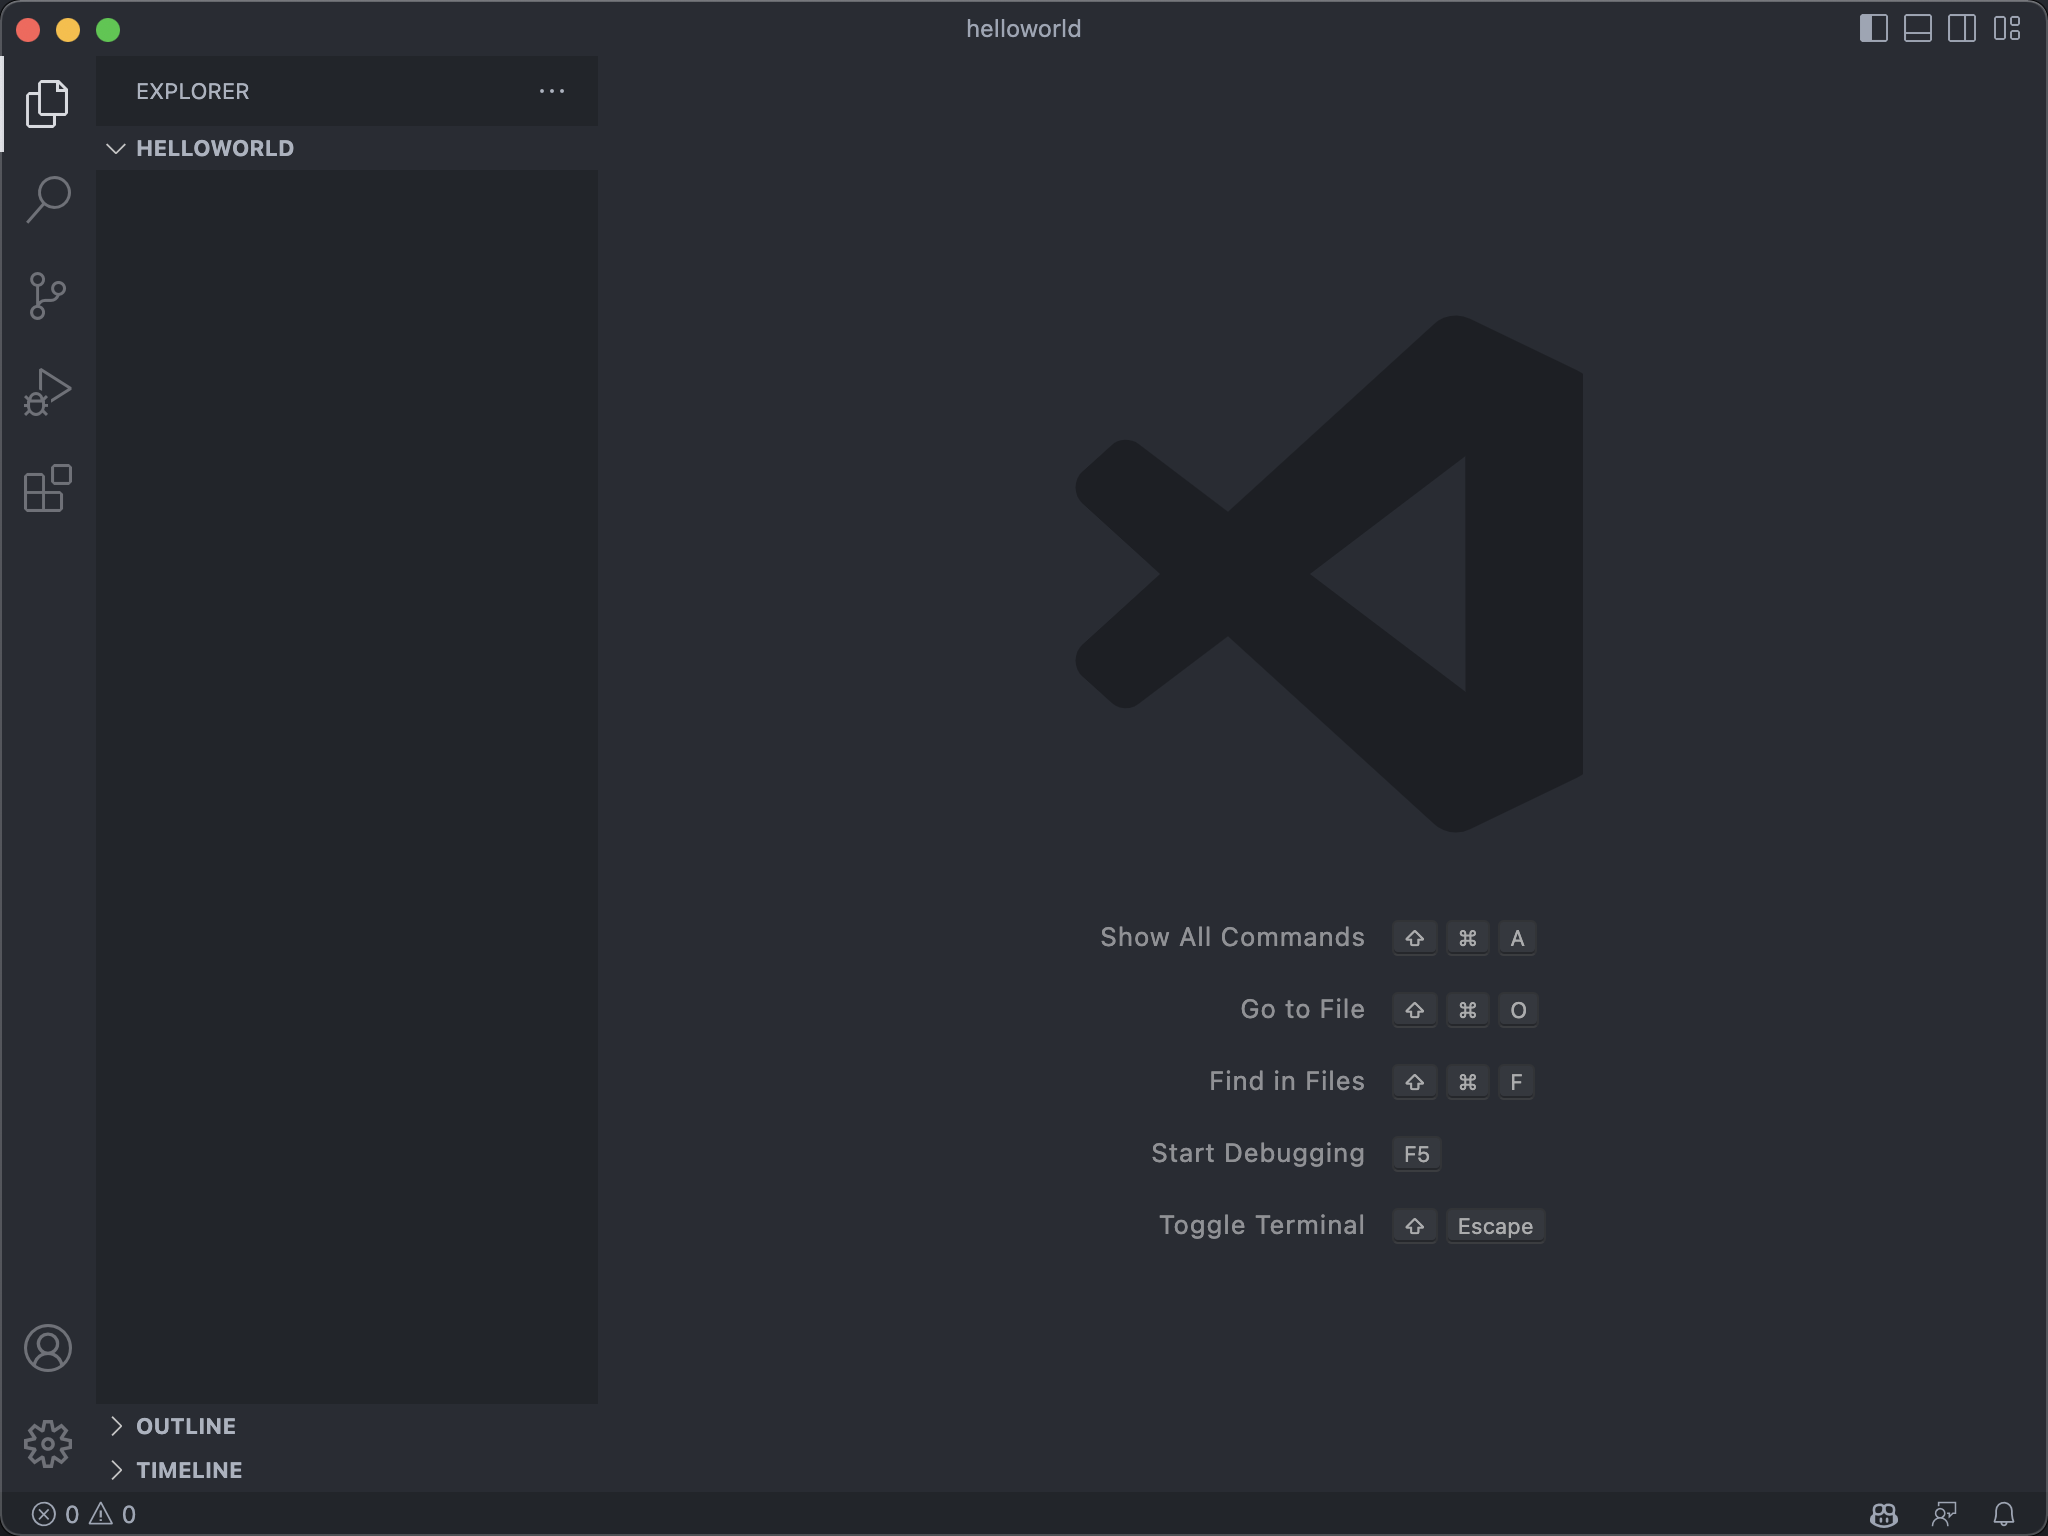 helloworld
EXPLORER
HELLOWORLD
Show All Commands ⇧ ⌘ A
Go to File ⇧ ⌘ O
Find in Files ⇧ ⌘ F
Start Debugging F5
Toggle Terminal ⇧ Escape
OUTLINE
TIMELINE
0 0